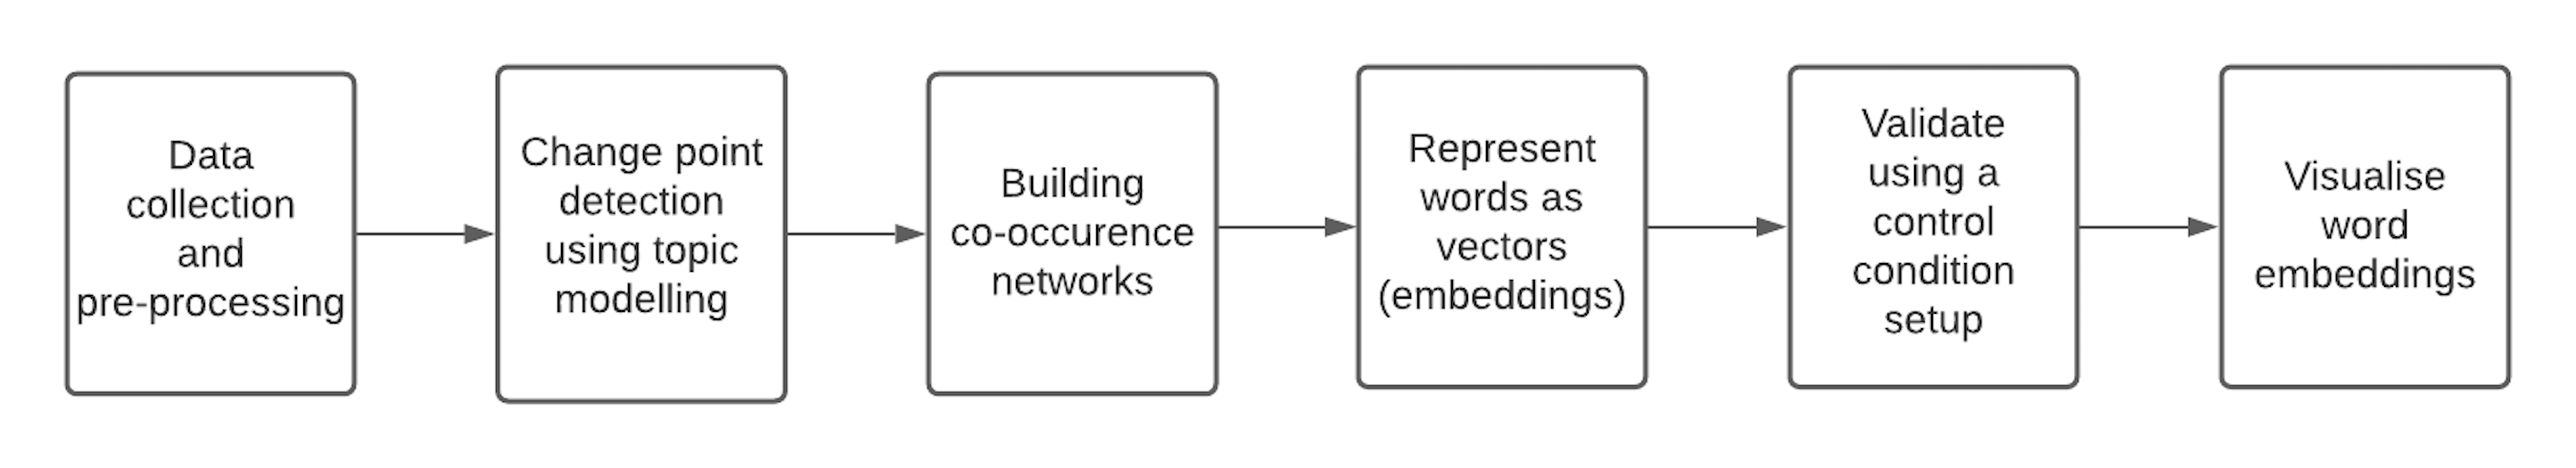 Data
collection
and
pre-processing
Change point
detection
using topic
modelling
Building
co-occurence
networks
Represent
words as
vectors
(embeddings)
Validate
using a
control
condition
setup
Visualise
word
embeddings